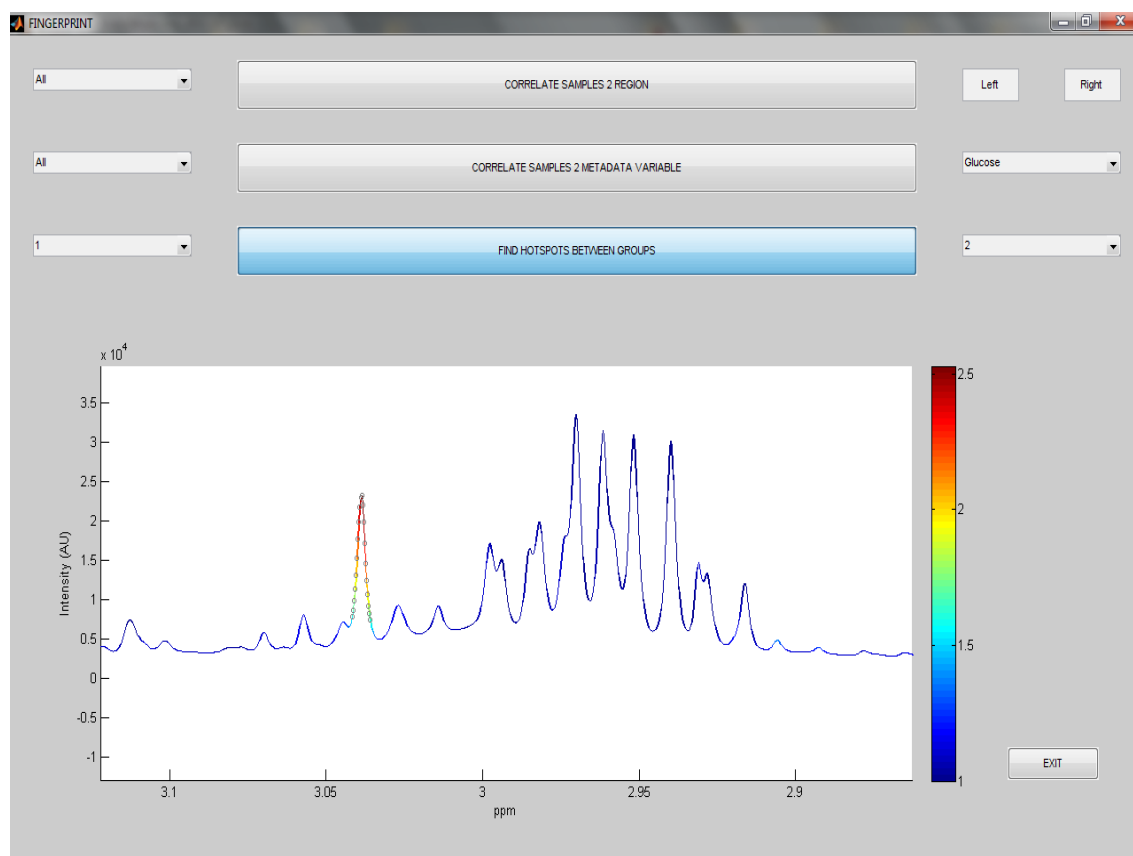 FINGERPRINT
All
CORRELATE SAMPLES 2 REGION
Left
Right
All
CORRELATE SAMPLES 2 METADATA VARIABLE
Glucose
1
FIND HOTSPOTS BETWEEN GROUPS
2
x 10^4
3.5
3
2.5
2
1.5
1
0.5
0
-0.5
-1
Intensity (AU)
3.1
3.05
3
2.95
2.9
ppm
2.5
2
1.5
1
EXIT